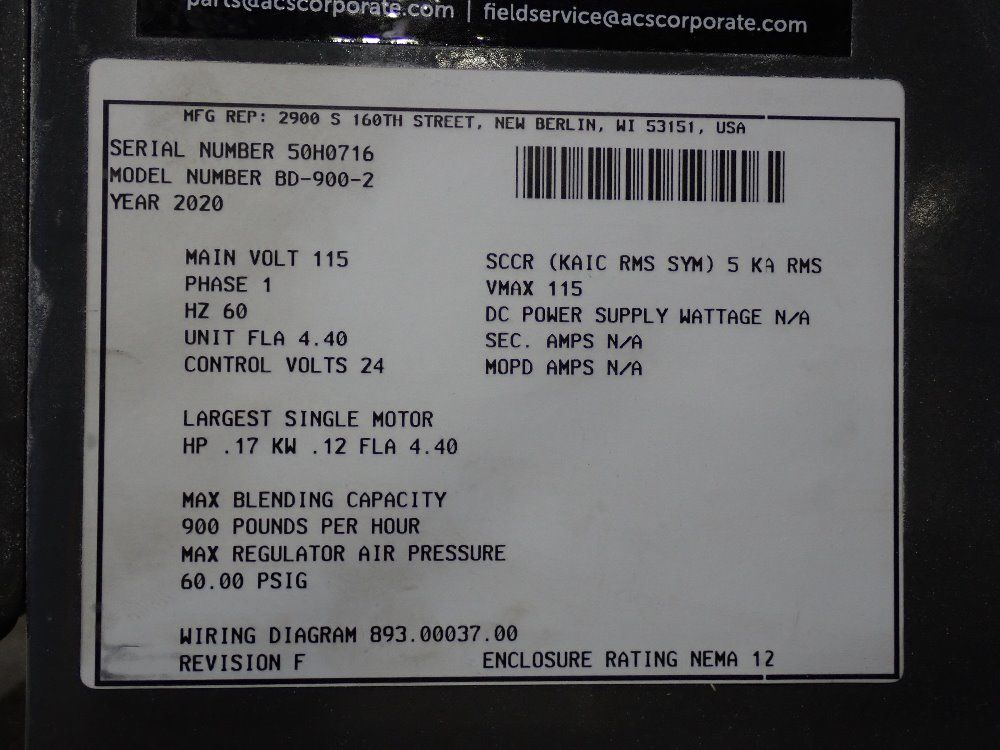 parts@acscorporate.com | fieldservice@acscorporate.com
MFG REP: 2900 S 160TH STREET, NEW BERLIN, WI 53151, USA
SERIAL NUMBER 50H0716
MODEL NUMBER BD-900-2
YEAR 2020
MAIN VOLT 115
PHASE 1
HZ 60
UNIT FLA 4.40
CONTROL VOLTS 24
SCCR (KAIC RMS SYM) 5 KA RMS
VMAX 115
DC POWER SUPPLY WATTAGE N/A
SEC. AMPS N/A
MOPD AMPS N/A
LARGEST SINGLE MOTOR
HP .17 KW .12 FLA 4.40
MAX BLENDING CAPACITY
900 POUNDS PER HOUR
MAX REGULATOR AIR PRESSURE
60.00 PSIG
WIRING DIAGRAM 893.00037.00
REVISION F
ENCLOSURE RATING NEMA 12